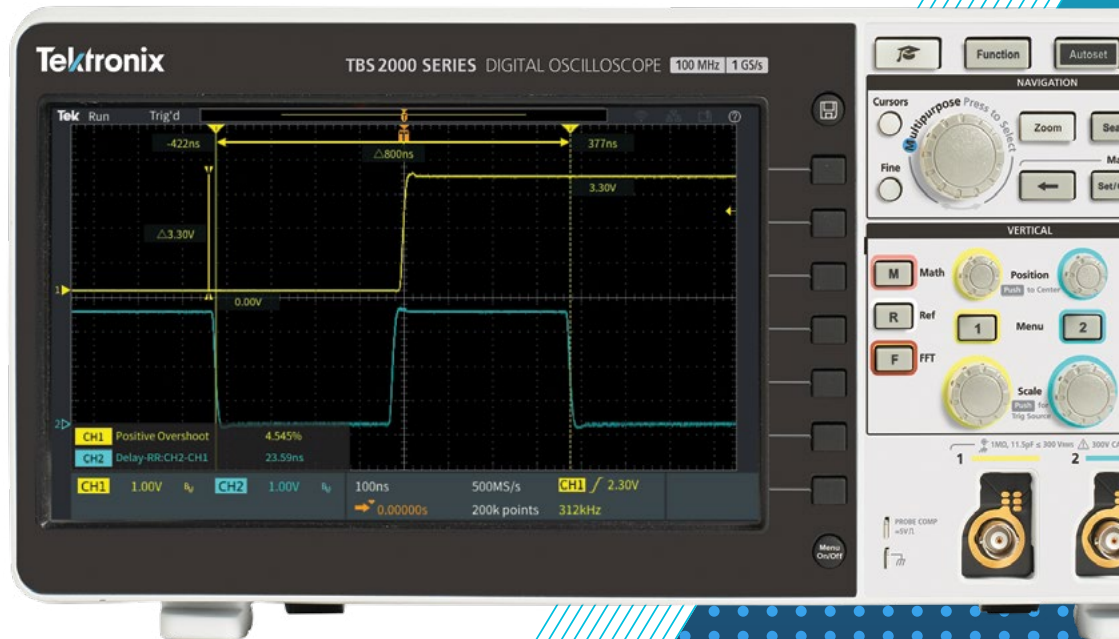 Tektronix
TBS 2000 SERIES DIGITAL OSCILLOSCOPE 100 MHz 1 GS/s
Tek Run Trig'd
-422ns
△800ns
377ns
3.30V
△3.30V
0.00V
1
2
CH1 Positive Overshoot 4.545%
CH2 Delay-RR:CH2-CH1 23.59ns
CH1 1.00V CH2 1.00V 100ns 500MS/s CH1 2.30V
0.00000s 200k points 312kHz
Menu
On/Off
Function
Autoset
NAVIGATION
Cursors
Multipurpose Press to Select
Zoom
Fine
VERTICAL
M Math
Position
Push to Center
R Ref
1 Menu 2
F FFT
Scale
Push for
Trig Source
1MΩ, 11.5pF ≤ 300 Vrms 300V CA
1 2
PROBE COMP